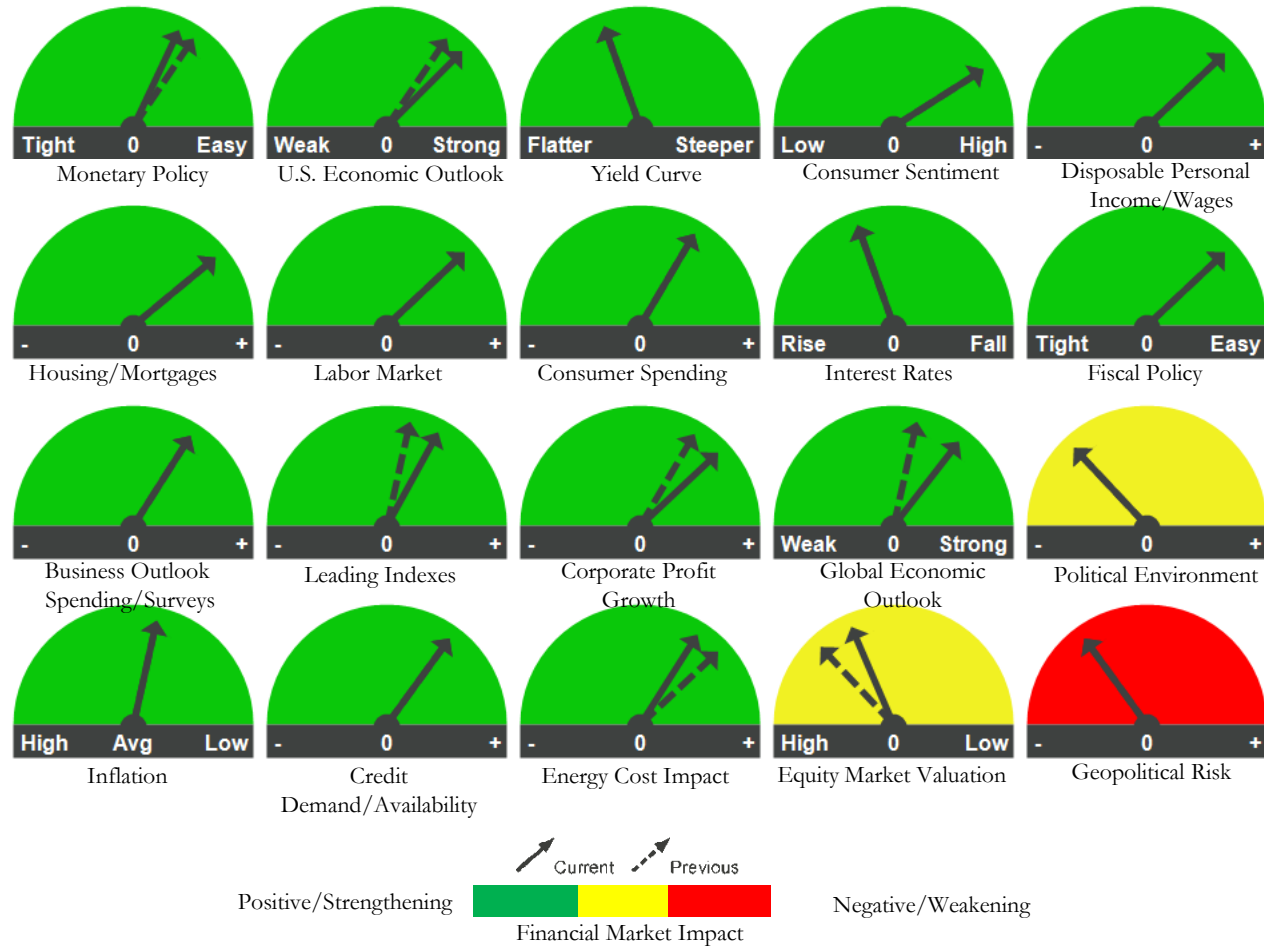 Tight 0 Easy
Weak 0 Strong
Flatter Steeper
Low 0 High
- 0 +
Monetary Policy
U.S. Economic Outlook
Yield Curve
Consumer Sentiment
Disposable Personal
Income/Wages
- 0 +
- 0 +
- 0 +
Rise 0 Fall
Tight 0 Easy
Housing/Mortgages
Labor Market
Consumer Spending
Interest Rates
Fiscal Policy
- 0 +
- 0 +
- 0 +
Weak 0 Strong
- 0 +
Business Outlook
Spending/Surveys
Leading Indexes
Corporate Profit
Growth
Global Economic
Outlook
Political Environment
High Avg Low
- 0 +
- 0 +
High 0 Low
- 0 +
Inflation
Credit
Demand/Availability
Energy Cost Impact
Equity Market Valuation
Geopolitical Risk
Current
Previous
Positive/Strengthening
Negative/Weakening
Financial Market Impact